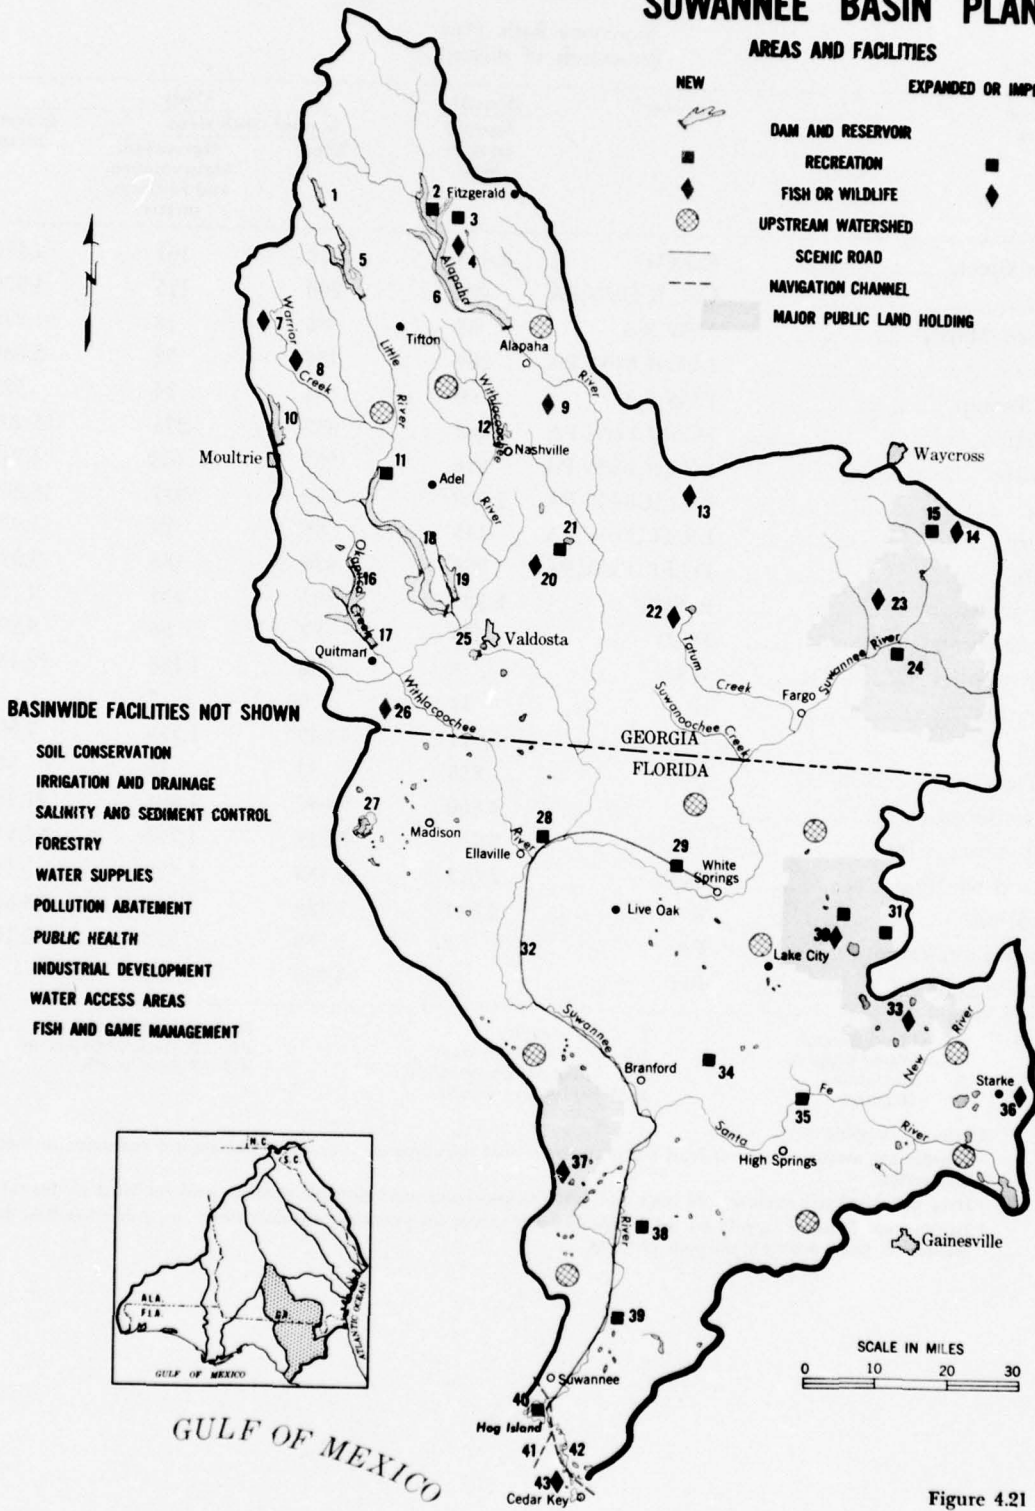 SUWANNEE BASIN PLAN
AREAS AND FACILITIES
NEW
EXPANDED OR IMP
DAM AND RESERVOIR
RECREATION
FISH OR WILDLIFE
UPSTREAM WATERSHED
SCENIC ROAD
NAVIGATION CHANNEL
MAJOR PUBLIC LAND HOLDING
1
2
Fitzgerald
3
4
5
Alapaha
6
7
Warrior
Tifton
Alapaha
8
Creek
Little
River
River
Withlacoochee
9
10
12
Nashville
Moultrie
Waycross
11
Adel
13
River
15
14
21
18
20
Okapilco
16
19
Creek
23
22
17
25
Valdosta
Quitman
Tatum
Creek
Suwannee River
24
Fargo
Suwanoochee Creek
Withlacoochee
26
GEORGIA
FLORIDA
BASINWIDE FACILITIES NOT SHOWN
SOIL CONSERVATION
IRRIGATION AND DRAINAGE
SALINITY AND SEDIMENT CONTROL
FORESTRY
WATER SUPPLIES
POLLUTION ABATEMENT
PUBLIC HEALTH
INDUSTRIAL DEVELOPMENT
WATER ACCESS AREAS
FISH AND GAME MANAGEMENT
27
Madison
28
River
Ellaville
29
White
Springs
Live Oak
31
30
Lake City
32
Suwannee
33
New River
Branford
34
Starke
36
Fe
35
Santa
River
High Springs
37
River
38
Gainesville
39
Suwannee
40
Hog Island
41
42
43
Cedar Key
SCALE IN MILES
0 10 20 30
N.C.
S.C.
ALA.
FLA.
GA.
ATLANTIC OCEAN
GULF OF MEXICO
GULF OF MEXICO
Figure 4.21